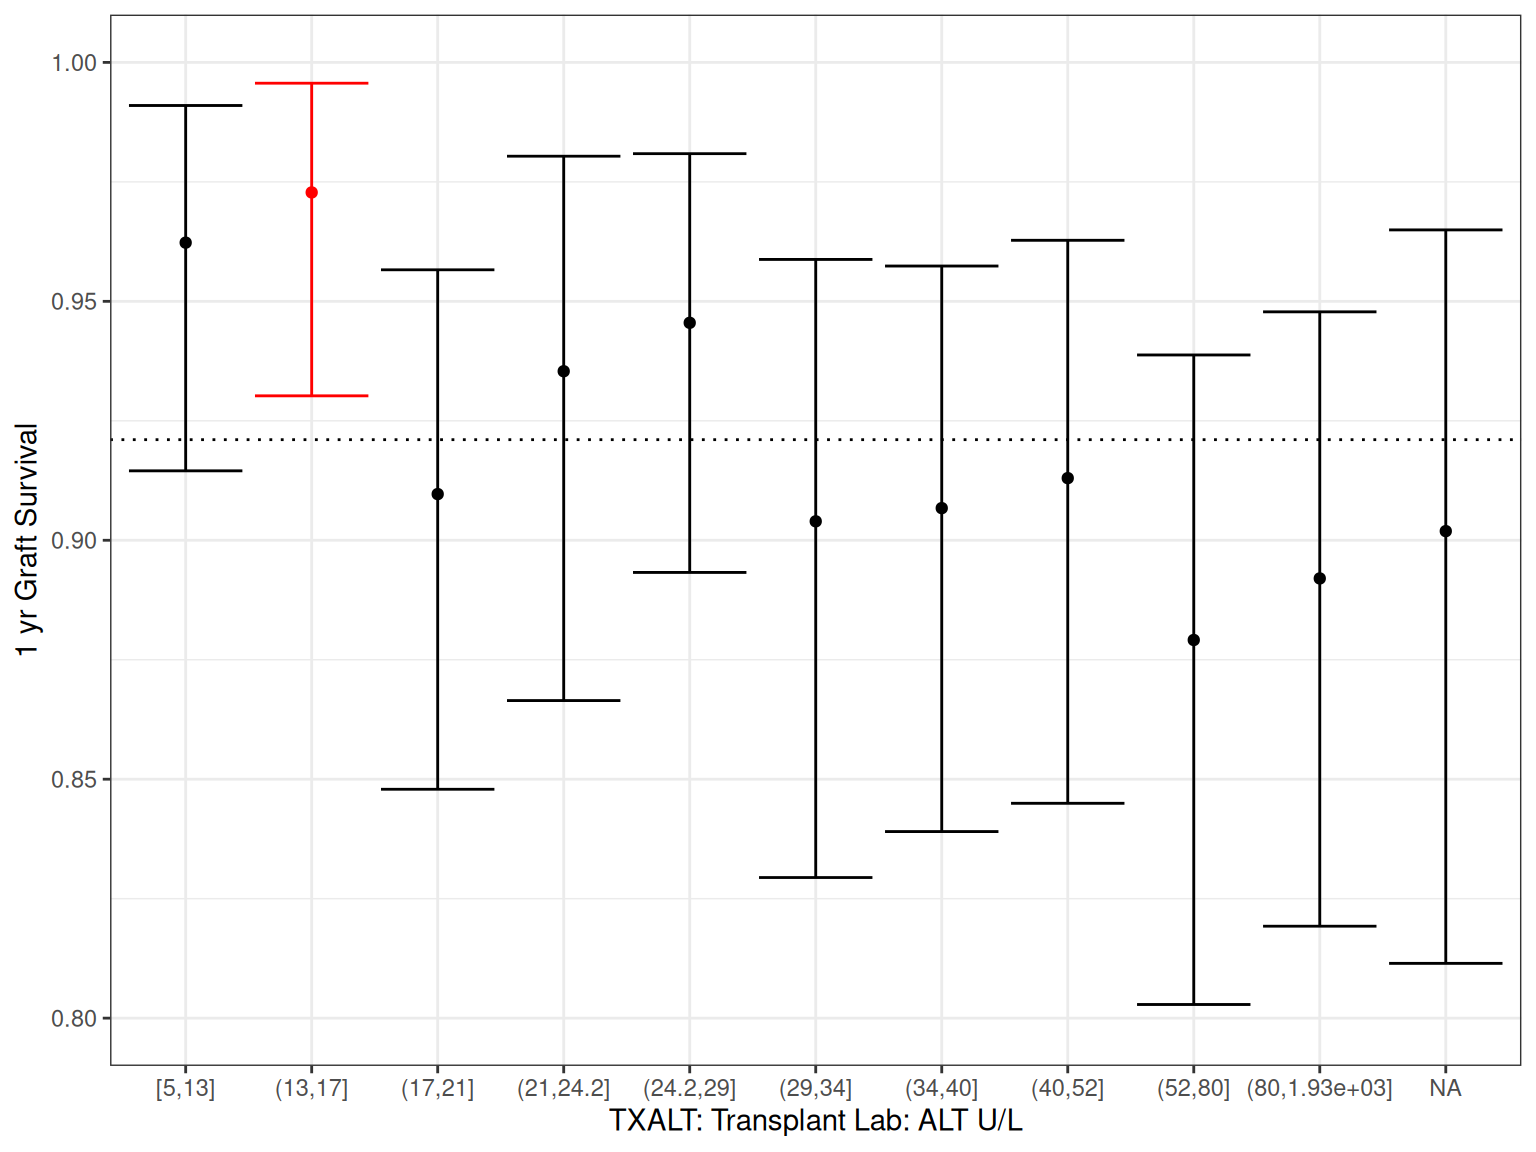 1.00
0.95
0.90
0.85
0.80
1 yr Graft Survival
[5,13] (13,17] (17,21] (21,24.2] (24.2,29] (29,34] (34,40] (40,52] (52,80] (80,1.93e+03] NA
TXALT: Transplant Lab: ALT U/L